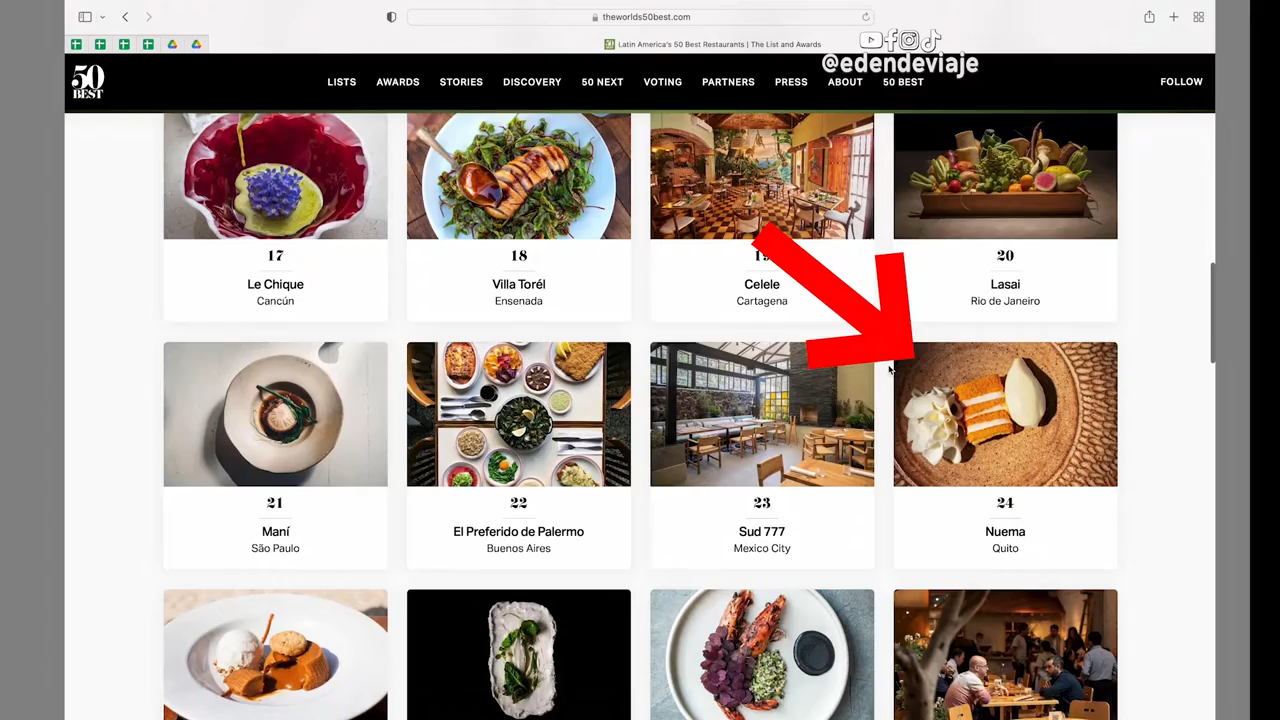 theworlds50best.com
Latin America's 50 Best Restaurants | The List and Awards
@edendeviaje
50
BEST
LISTS AWARDS STORIES DISCOVERY 50 NEXT VOTING PARTNERS PRESS ABOUT 50 BEST FOLLOW
17
Le Chique
Cancún
18
Villa Torél
Ensenada
19
Celele
Cartagena
20
Lasai
Rio de Janeiro
21
Maní
São Paulo
22
El Preferido de Palermo
Buenos Aires
23
Sud 777
Mexico City
24
Nuema
Quito